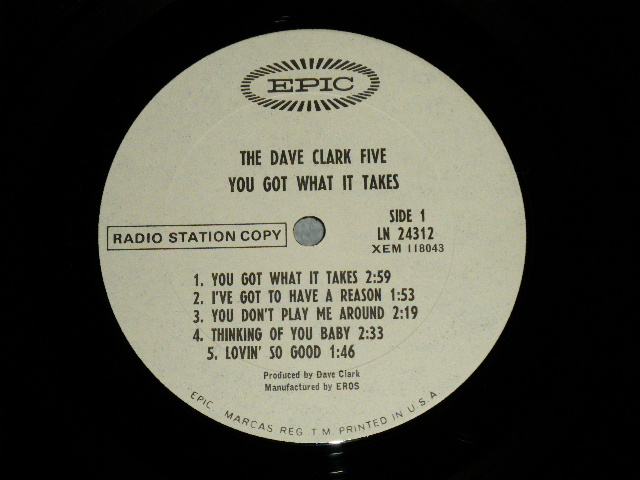 EPIC
THE DAVE CLARK FIVE
YOU GOT WHAT IT TAKES
SIDE 1
RADIO STATION COPY
LN 24312
XEM 118043
1. YOU GOT WHAT IT TAKES 2:59
2. I'VE GOT TO HAVE A REASON 1:53
3. YOU DON'T PLAY ME AROUND 2:19
4. THINKING OF YOU BABY 2:33
5. LOVIN' SO GOOD 1:46
Produced by Dave Clark
Manufactured by EROS
EPIC, MARCAS REG. T.M. PRINTED IN U.S.A.